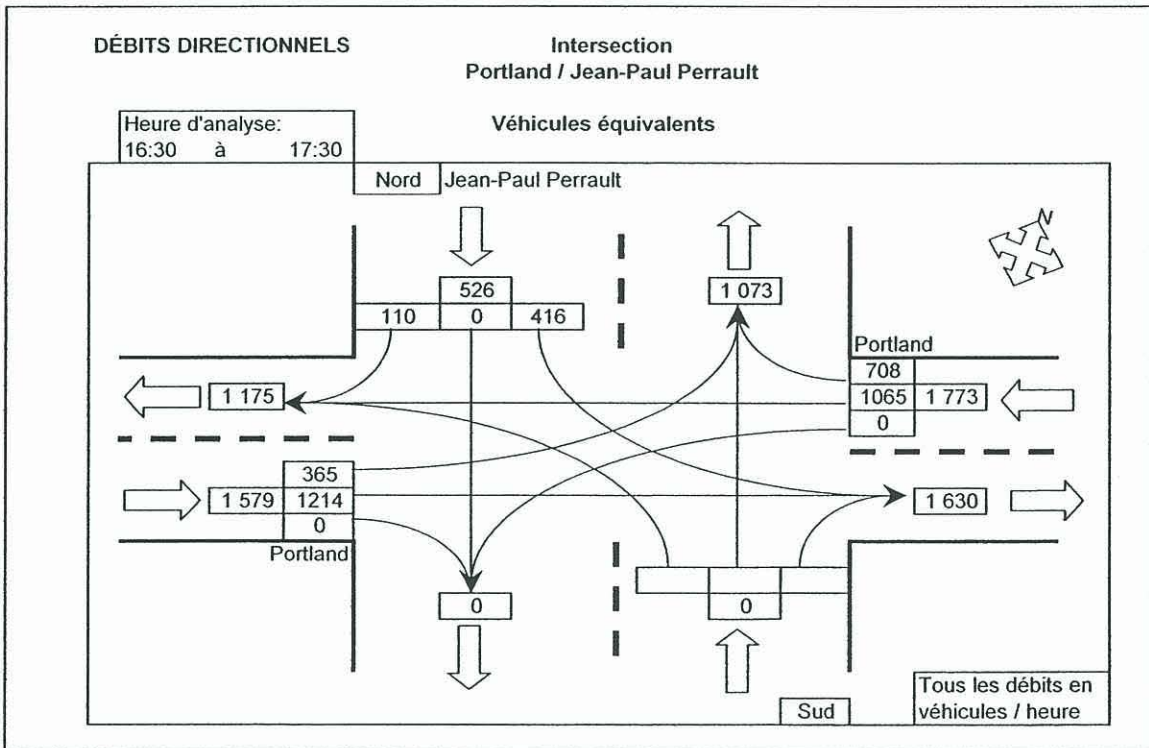 DÉBITS DIRECTIONNELS
Intersection
Portland / Jean-Paul Perrault
Heure d'analyse:
16:30 à 17:30
Véhicules équivalents
Nord Jean-Paul Perrault
N
526
110 0 416
1 073
Portland
708
1065 1 773
0
1 175
365
1 579 1214
0
Portland
1 630
0
0
Sud
Tous les débits en
véhicules / heure